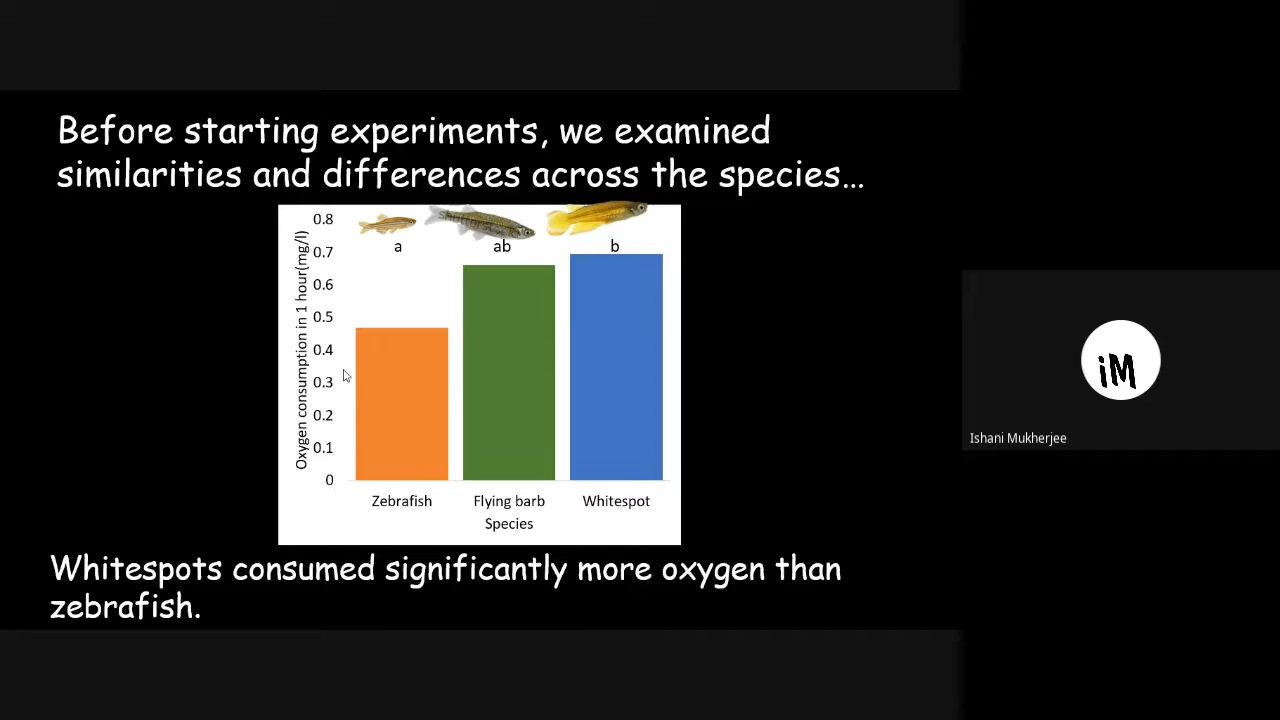 Before starting experiments, we examined
similarities and differences across the species…
0.8
0.7
0.6
0.5
0.4
0.3
0.2
0.1
0
Oxygen consumption in 1 hour(mg/l)
a
ab
b
Zebrafish
Flying barb
Whitespot
Species
Whitespots consumed significantly more oxygen than
zebrafish.
iM
Ishani Mukherjee